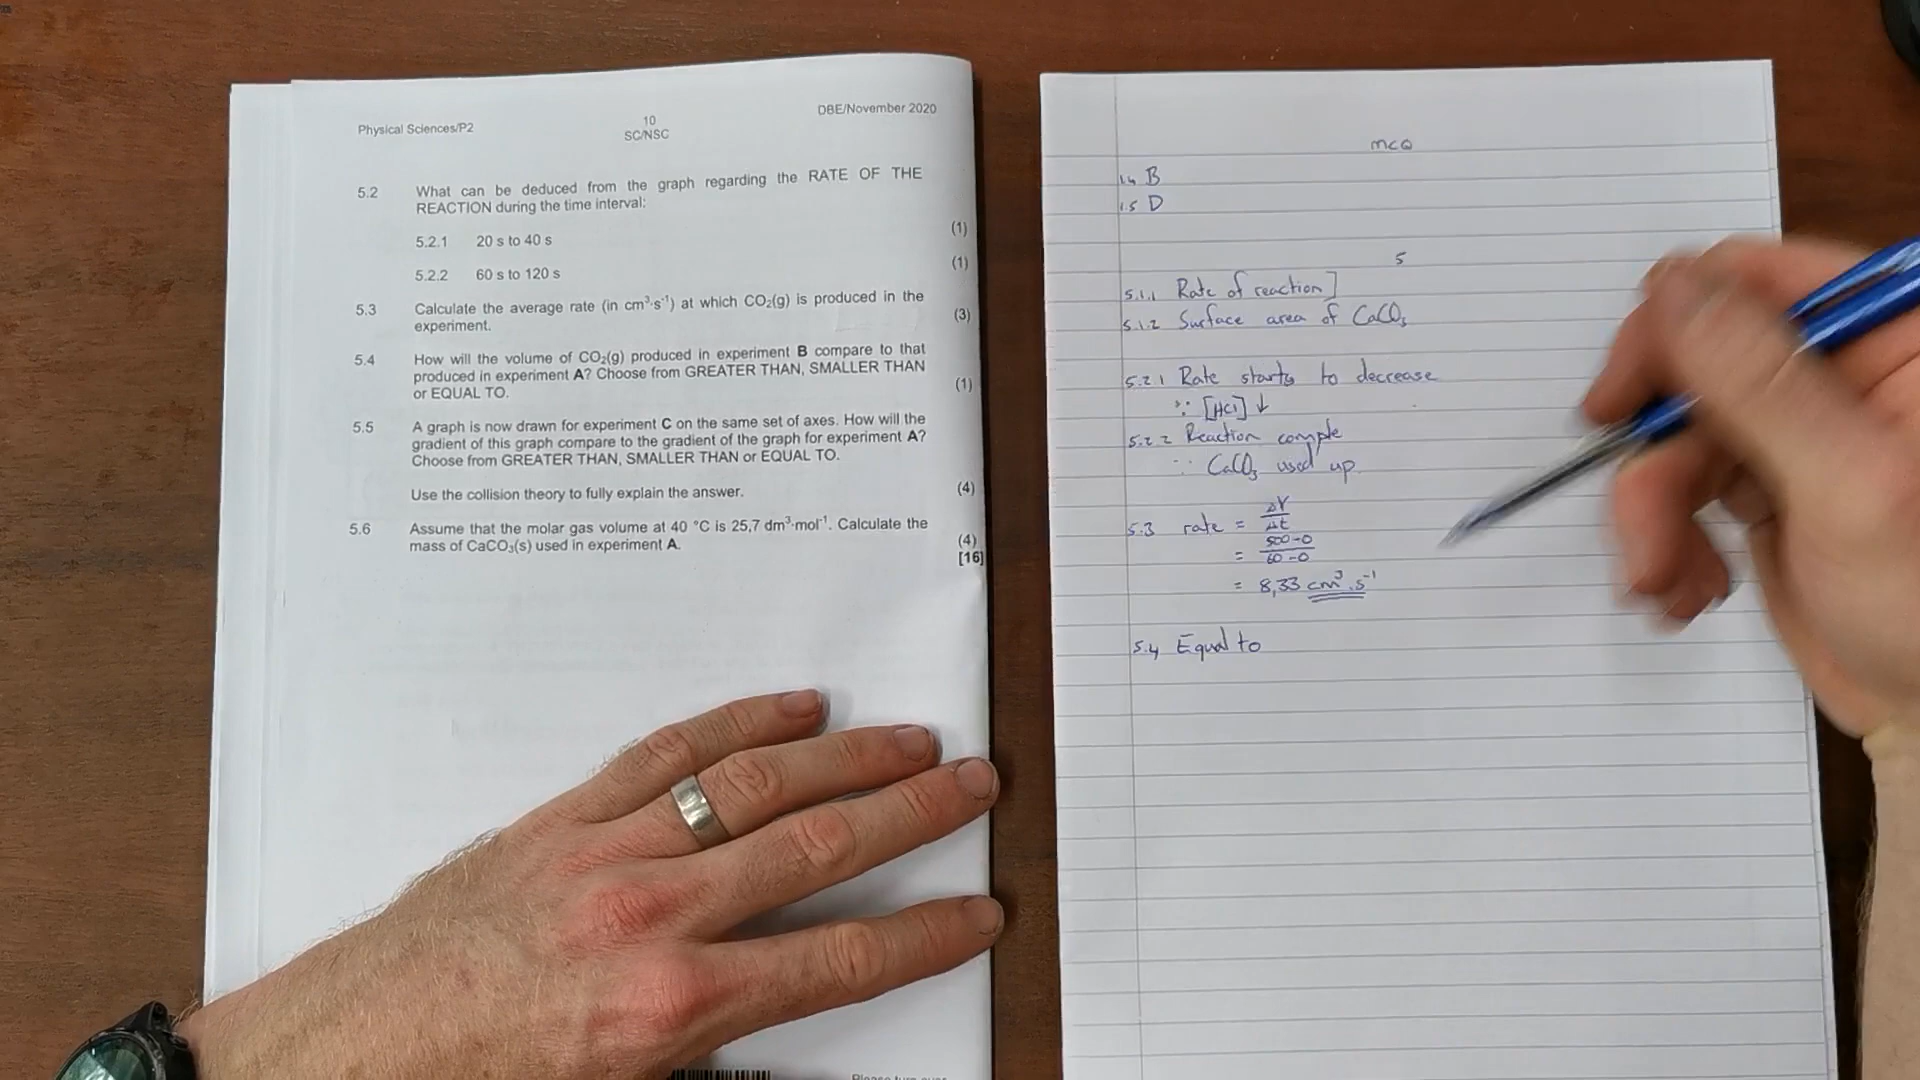 Physical Sciences/P2
10
SC/NSC
DBE/November 2020
5.2 What can be deduced from the graph regarding the RATE OF THE
REACTION during the time interval:
5.2.1 20 s to 40 s (1)
5.2.2 60 s to 120 s (1)
5.3 Calculate the average rate (in cm³·s⁻¹) at which CO₂(g) is produced in the
experiment. (3)
5.4 How will the volume of CO₂(g) produced in experiment B compare to that
produced in experiment A? Choose from GREATER THAN, SMALLER THAN
or EQUAL TO. (1)
5.5 A graph is now drawn for experiment C on the same set of axes. How will the
gradient of this graph compare to the gradient of the graph for experiment A?
Choose from GREATER THAN, SMALLER THAN or EQUAL TO.
Use the collision theory to fully explain the answer. (4)
5.6 Assume that the molar gas volume at 40 °C is 25,7 dm³·mol⁻¹. Calculate the
mass of CaCO₃(s) used in experiment A. (4)
[16]
MCQ
1.4 B
1.5 D
5
5.1.1 Rate of reaction]
5.1.2 Surface area of CaCO₃
5.2.1 Rate starts to decrease
∵ [HCl] ↓
5.2.2 Reaction comple
∵ CaCO₃ used up.
5.3 rate = ΔV/Δt
= 500-0/60-0
= 8,33 cm³.s⁻¹
5.4 Equal to